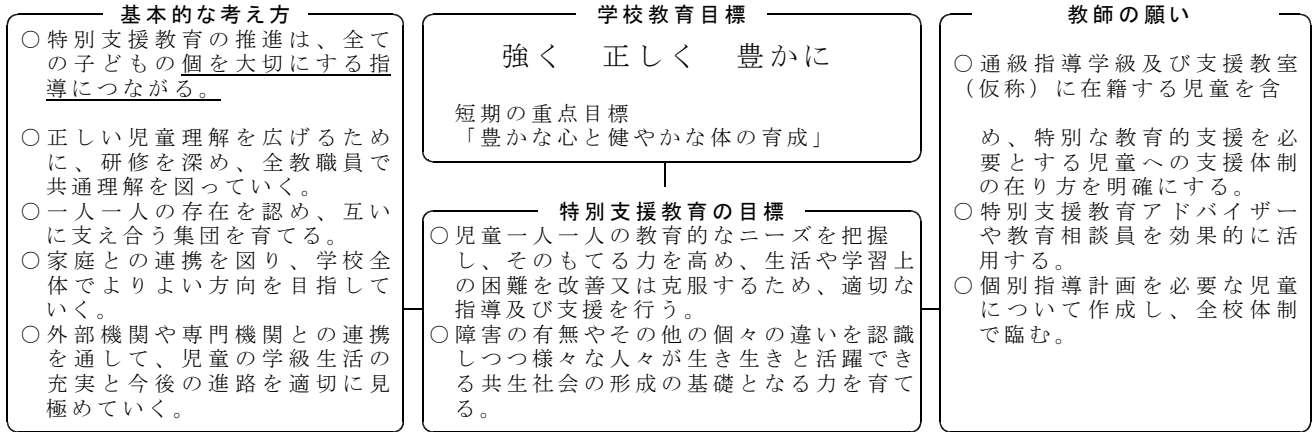 基本的な考え方
○特別支援教育の推進は、全て
の子どもの個を大切にする指
導につながる。
○正しい児童理解を広げるため
に、研修を深め、全教職員で
共通理解を図っていく。
○一人一人の存在を認め、互い
に支え合う集団を育てる。
○家庭との連携を図り、学校全
体でよりよい方向を目指して
いく。
○外部機関や専門機関との連携
を通して、児童の学級生活の
充実と今後の進路を適切に見
極めていく。
学校教育目標
強く　正しく　豊かに
短期の重点目標
「豊かな心と健やかな体の育成」
特別支援教育の目標
○児童一人一人の教育的なニーズを把握
し、そのもてる力を高め、生活や学習上
の困難を改善又は克服するため、適切な
指導及び支援を行う。
○障害の有無やその他の個々の違いを認識
しつつ様々な人々が生き生きと活躍でき
る共生社会の形成の基礎となる力を育て
る。
教師の願い
○通級指導学級及び支援教室
（仮称）に在籍する児童を含
め、特別な教育的支援を必
要とする児童への支援体制
の在り方を明確にする。
○特別支援教育アドバイザー
や教育相談員を効果的に活
用する。
○個別指導計画を必要な児童
について作成し、全校体制
で臨む。